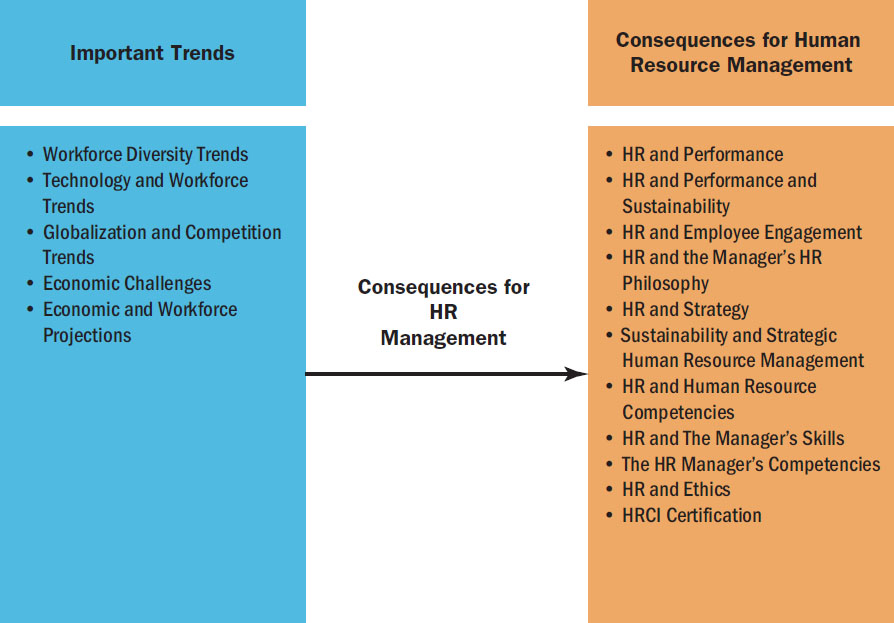 Important Trends
• Workforce Diversity Trends
• Technology and Workforce
Trends
• Globalization and Competition
Trends
• Economic Challenges
• Economic and Workforce
Projections
Consequences for
HR
Management
Consequences for Human
Resource Management
• HR and Performance
• HR and Performance and
Sustainability
• HR and Employee Engagement
• HR and the Manager’s HR
Philosophy
• HR and Strategy
• Sustainability and Strategic
Human Resource Management
• HR and Human Resource
Competencies
• HR and The Manager’s Skills
• The HR Manager’s Competencies
• HR and Ethics
• HRCI Certification